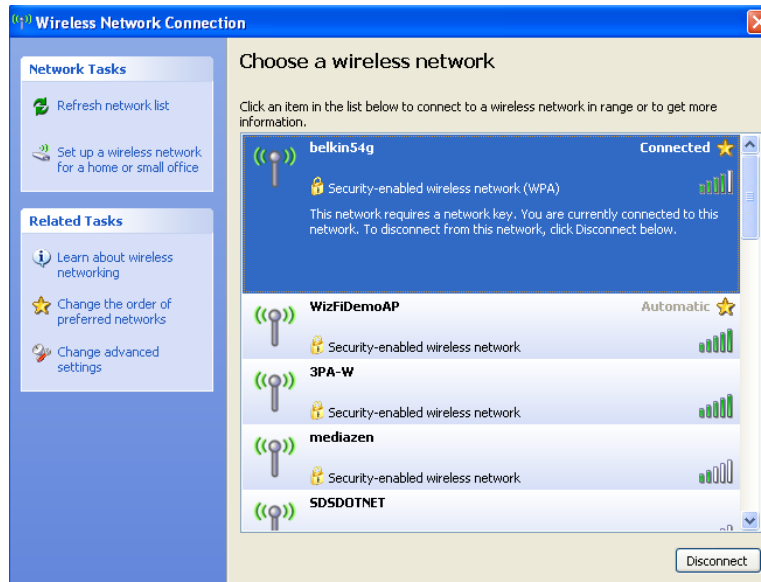 Wireless Network Connection
Network Tasks
Refresh network list
Set up a wireless network
for a home or small office
Related Tasks
Learn about wireless
networking
Change the order of
preferred networks
Change advanced
settings
Choose a wireless network
Click an item in the list below to connect to a wireless network in range or to get more
information.
belkin54g Connected
Security-enabled wireless network (WPA)
This network requires a network key. You are currently connected to this
network. To disconnect from this network, click Disconnect below.
WizFiDemoAP Automatic
Security-enabled wireless network
3PA-W
Security-enabled wireless network
mediazen
Security-enabled wireless network
SDSDOTNET
Disconnect